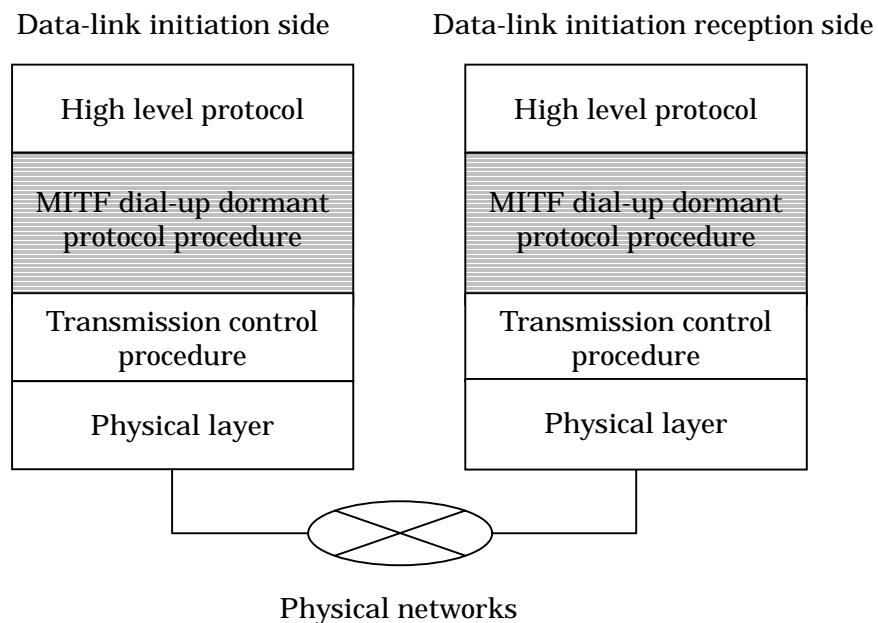 Data-link initiation side
Data-link initiation reception side
High level protocol
MITF dial-up dormant
protocol procedure
Transmission control
procedure
Physical layer
High level protocol
MITF dial-up dormant
protocol procedure
Transmission control
procedure
Physical layer
Physical networks